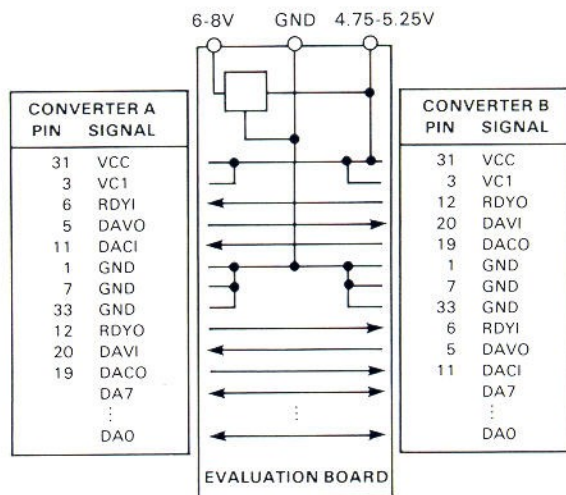 6-8V GND 4.75-5.25V
CONVERTER A
PIN SIGNAL
31 VCC
3 VC1
6 RDYI
5 DAVO
11 DACI
1 GND
7 GND
33 GND
12 RDYO
20 DAVI
19 DACO
DA7
⋮
DA0
⋮
EVALUATION BOARD
CONVERTER B
PIN SIGNAL
31 VCC
3 VC1
12 RDYO
20 DAVI
19 DACO
1 GND
7 GND
33 GND
6 RDYI
5 DAVO
11 DACI
DA7
⋮
DA0